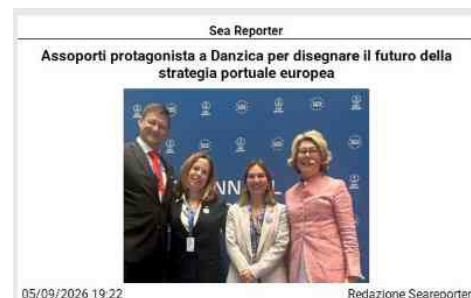 Sea Reporter
Assoporti protagonista a Danzica per disegnare il futuro della
strategia portuale europea
05/09/2026 19:22
Redazione Seareporter